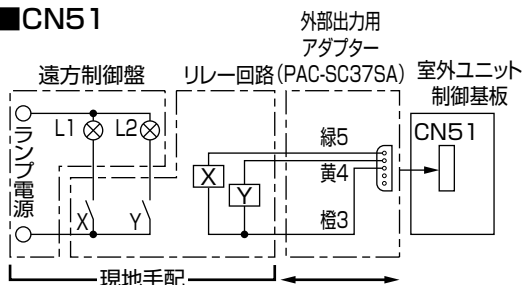 ■CN51
外部出力用
アダプター
(PAC-SC37SA)
遠方制御盤
リレー回路
室外ユニット
制御基板
ランプ電源
L1
L2
X
Y
X
Y
緑5
黄4
橙3
CN51
現地手配